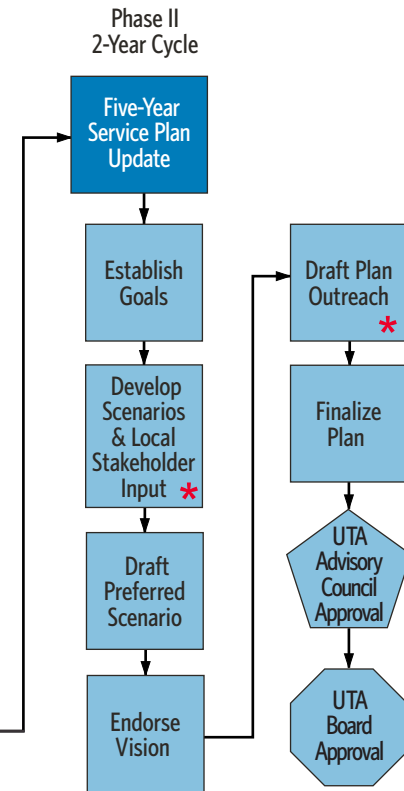 Phase II
2-Year Cycle
Five-Year
Service Plan
Update
Establish
Goals
Develop
Scenarios
& Local
Stakeholder
Input *
Draft
Preferred
Scenario
Endorse
Vision
Draft Plan
Outreach
*
Finalize
Plan
UTA
Advisory
Council
Approval
UTA
Board
Approval